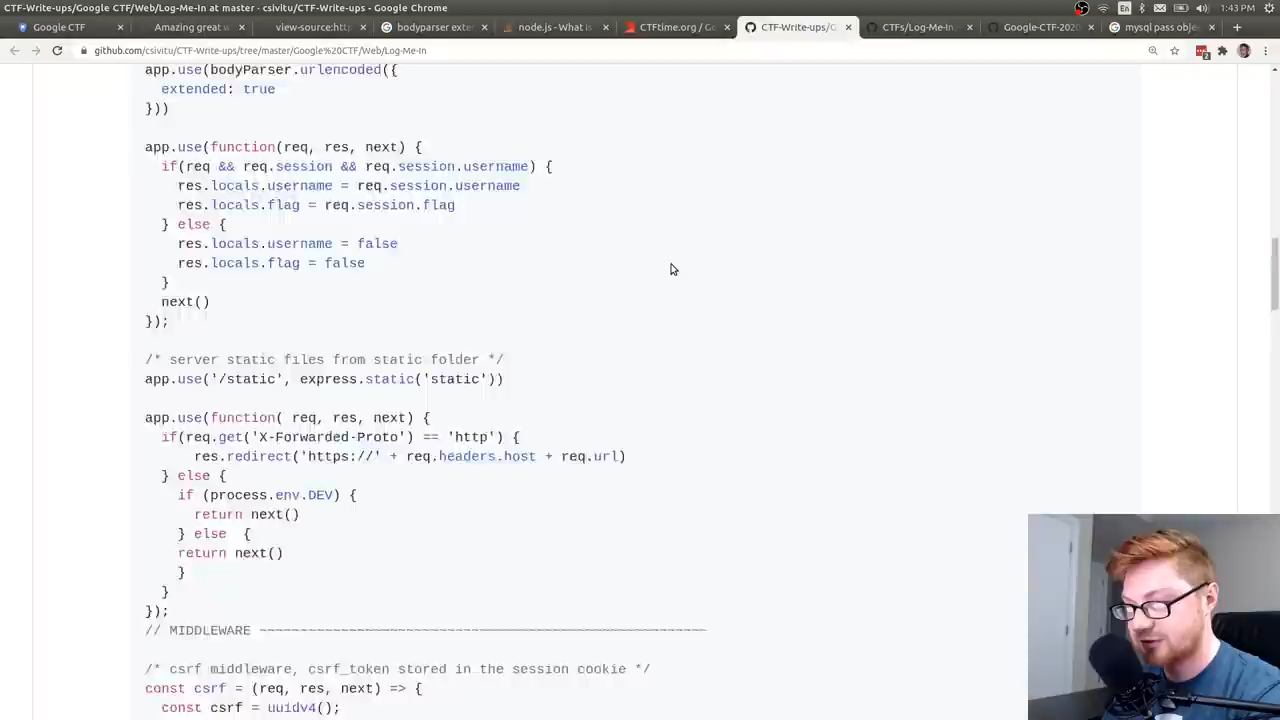 CTF-Write-ups/Google CTF/Web/Log-Me-In at master · csivitu/CTF-Write-ups - Google Chrome
En
1:43 PM
Google CTF
Amazing great w
view-source:http
bodyparser exte
node.js - What is
CTFtime.org / Go
CTF-Write-ups/G
CTFs/Log-Me-In
Google-CTF-2020
mysql pass obje
github.com/csivitu/CTF-Write-ups/tree/master/Google%20CTF/Web/Log-Me-In
app.use(bodyParser.urlencoded({
extended: true
}))
app.use(function(req, res, next) {
if(req && req.session && req.session.username) {
res.locals.username = req.session.username
res.locals.flag = req.session.flag
} else {
res.locals.username = false
res.locals.flag = false
}
next()
});
/* server static files from static folder */
app.use('/static', express.static('static'))
app.use(function( req, res, next) {
if(req.get('X-Forwarded-Proto') == 'http') {
res.redirect('https://' + req.headers.host + req.url)
} else {
if (process.env.DEV) {
return next()
} else  {
return next()
}
}
});
// MIDDLEWARE ~~~~~~~~~~~~~~~~~~~~~~~~~~~~~~~~~~~~~~~~~~~~~~~~~~~~~~~
/* csrf middleware, csrf_token stored in the session cookie */
const csrf = (req, res, next) => {
const csrf = uuidv4();